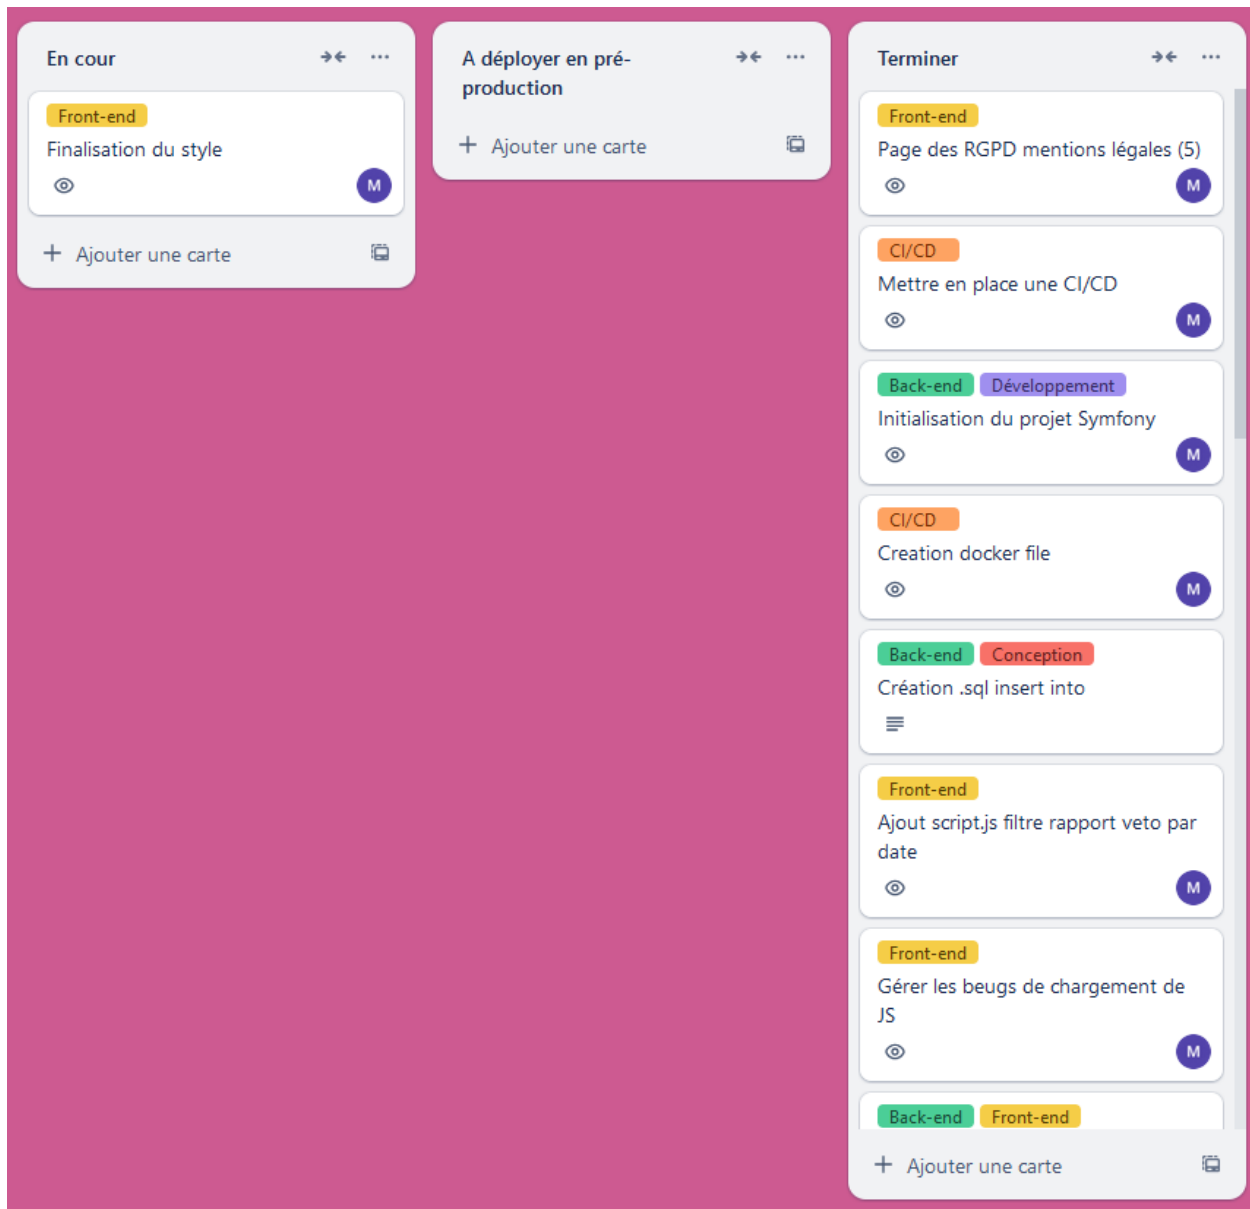 En cour
Front-end
Finalisation du style
M
Ajouter une carte
A déployer en pré-
production
Ajouter une carte
Terminer
Front-end
Page des RGPD mentions légales (5)
M
CI/CD
Mettre en place une CI/CD
M
Back-end Développement
Initialisation du projet Symfony
M
CI/CD
Creation docker file
M
Back-end Conception
Création .sql insert into
Front-end
Ajout script.js filtre rapport veto par
date
M
Front-end
Gérer les beugs de chargement de
JS
M
Back-end Front-end
Ajouter une carte